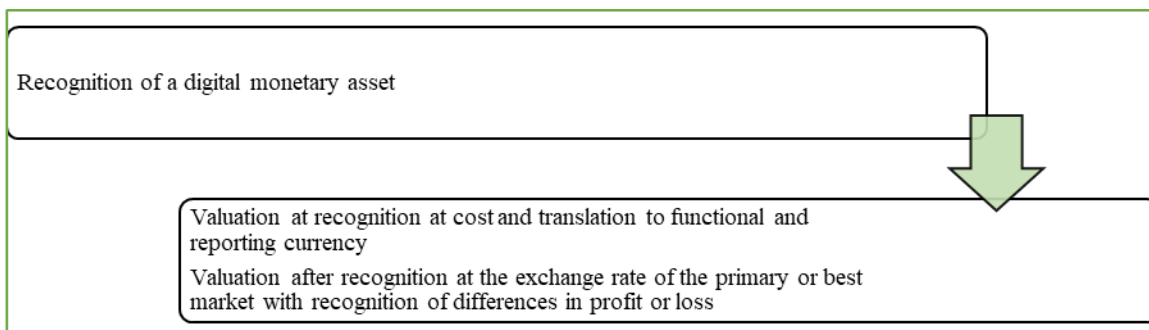 Recognition of a digital monetary asset
Valuation at recognition at cost and translation to functional and
reporting currency
Valuation after recognition at the exchange rate of the primary or best
market with recognition of differences in profit or loss